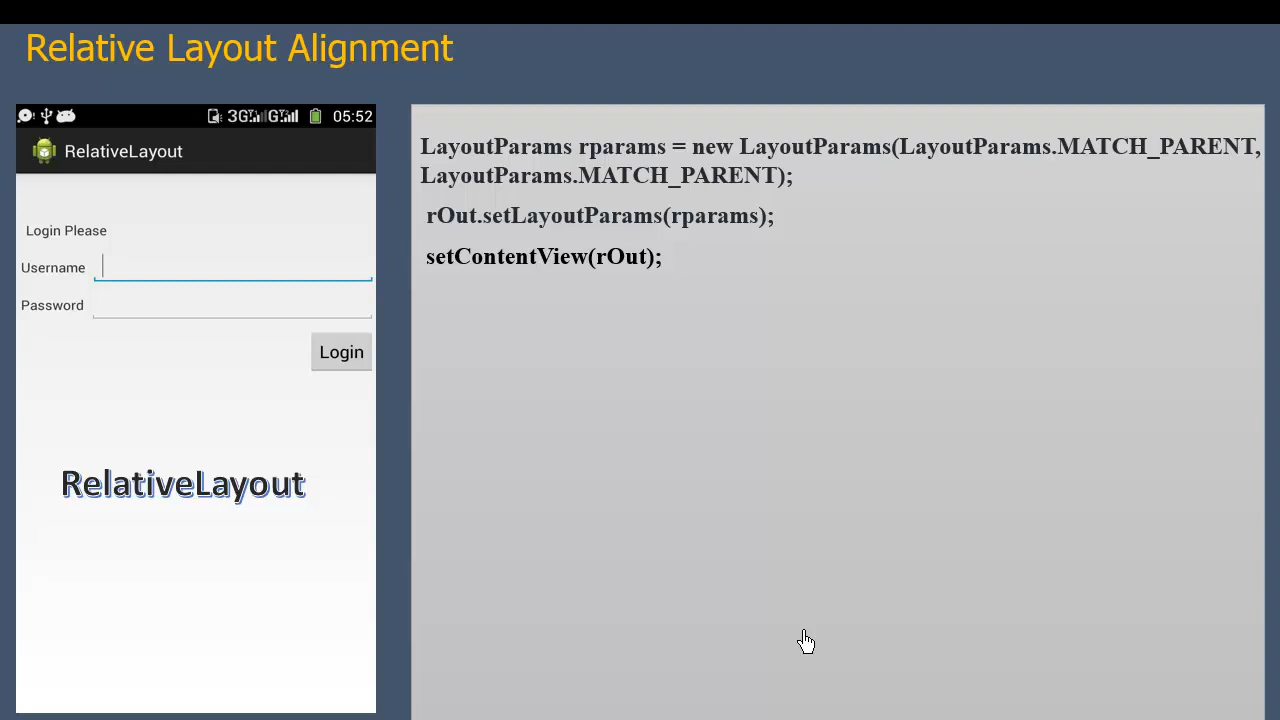 Relative Layout Alignment
3G G 05:52
RelativeLayout
Login Please
Username
Password
Login
RelativeLayout
LayoutParams rparams = new LayoutParams(LayoutParams.MATCH_PARENT,
LayoutParams.MATCH_PARENT);
rOut.setLayoutParams(rparams);
setContentView(rOut);